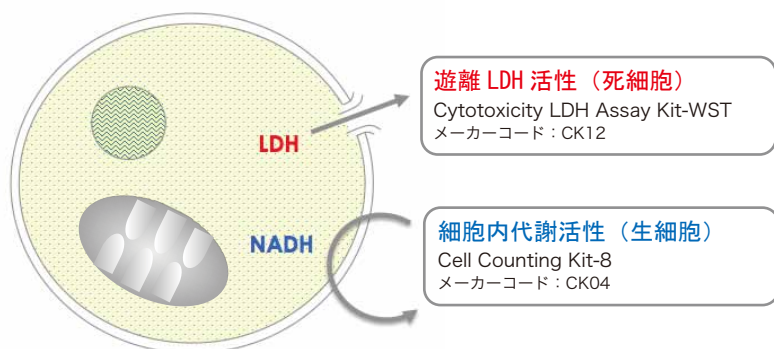 遊離 LDH 活性（死細胞）
Cytotoxicity LDH Assay Kit-WST
メーカーコード：CK12
LDH
NADH
細胞内代謝活性（生細胞）
Cell Counting Kit-8
メーカーコード：CK04